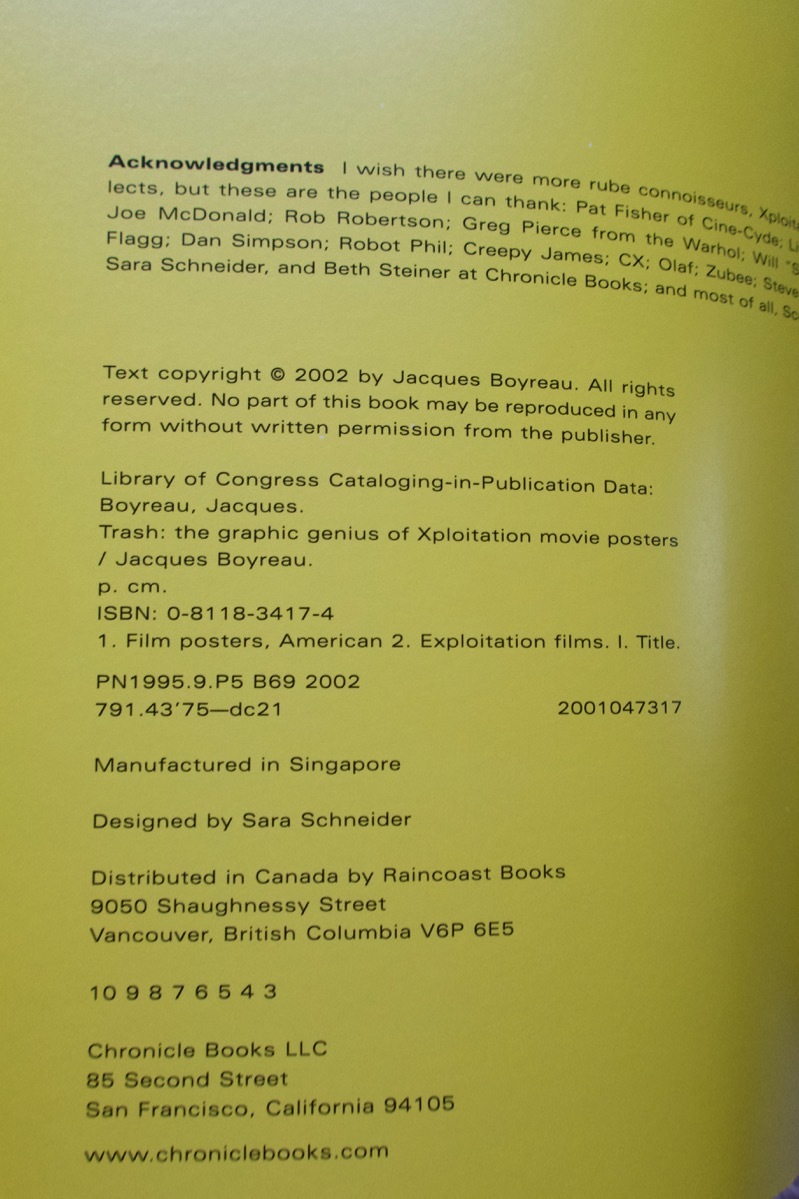 Acknowledgments I wish there were more rube connoisseurs,
lects, but these are the people I can thank: Pat Fisher of Cine-Cyde;
Joe McDonald; Rob Robertson; Greg Pierce from the Warhol; Will
Flagg; Dan Simpson; Robot Phil; Creepy James; CX; Olaf; Zubee; Steve
Sara Schneider, and Beth Steiner at Chronicle Books; and most of all,
Text copyright © 2002 by Jacques Boyreau. All rights
reserved. No part of this book may be reproduced in any
form without written permission from the publisher.
Library of Congress Cataloging-in-Publication Data:
Boyreau, Jacques.
Trash: the graphic genius of Xploitation movie posters
/ Jacques Boyreau.
p. cm.
ISBN: 0-8118-3417-4
1. Film posters, American 2. Exploitation films. I. Title.
PN1995.9.P5 B69 2002
791.43'75—dc21 2001047317
Manufactured in Singapore
Designed by Sara Schneider
Distributed in Canada by Raincoast Books
9050 Shaughnessy Street
Vancouver, British Columbia V6P 6E5
10 9 8 7 6 5 4 3
Chronicle Books LLC
85 Second Street
San Francisco, California 94105
www.chroniclebooks.com